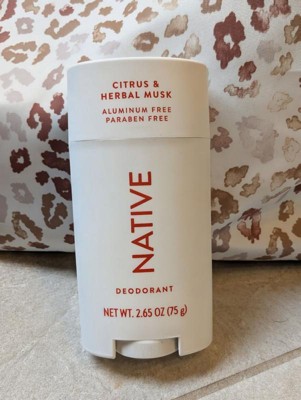 CITRUS &
HERBAL MUSK
ALUMINUM FREE
PARABEN FREE
NATIVE
DEODORANT
NET WT. 2.65 OZ (75 g)